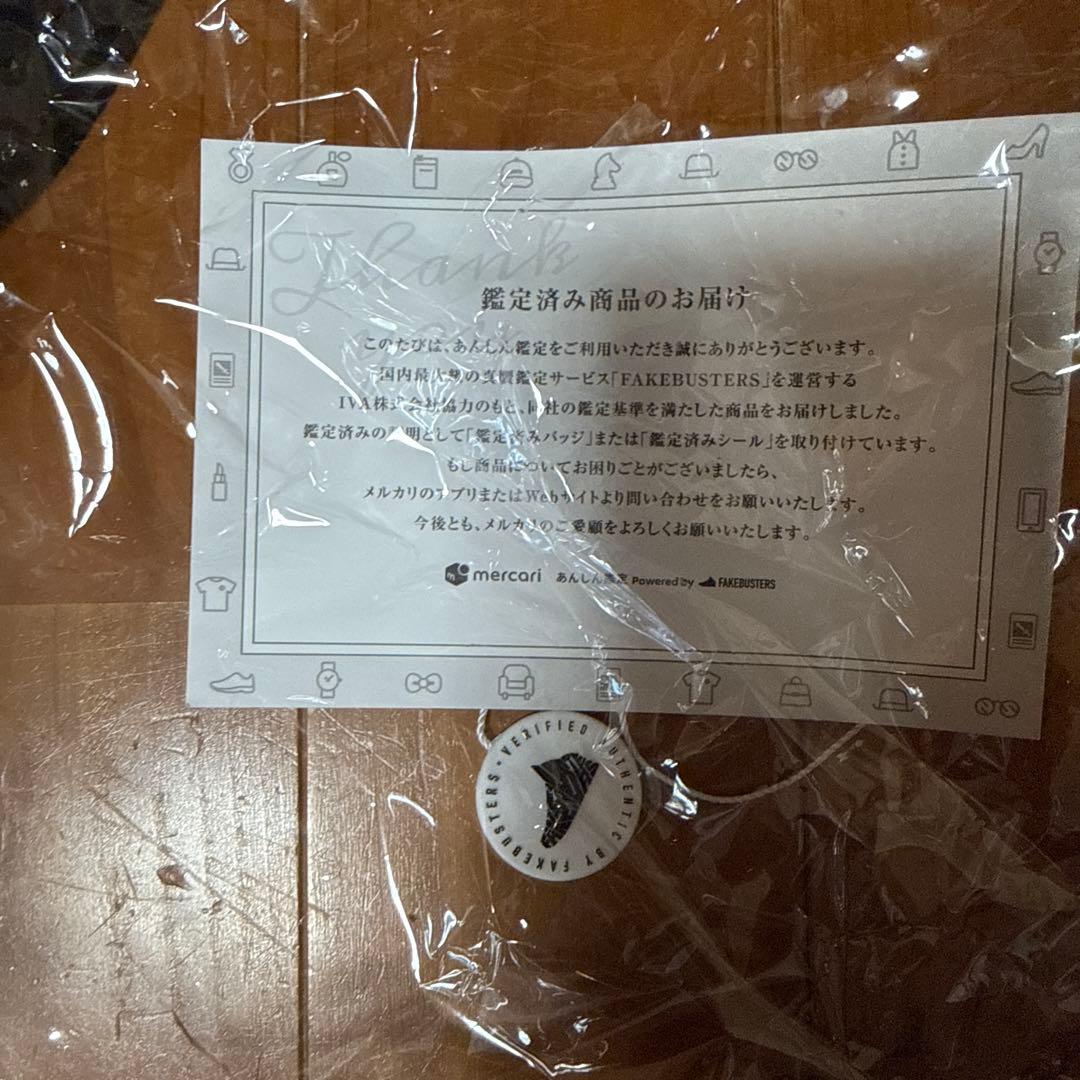 Thank
鑑定済み商品のお届け
このたびは、あんしん鑑定をご利用いただき誠にありがとうございます。
国内最大級の真贋鑑定サービス「FAKEBUSTERS」を運営する
IVA株式会社協力のもと、同社の鑑定基準を満たした商品をお届けしました。
鑑定済みの証明として「鑑定済みバッジ」または「鑑定済みシール」を取り付けています。
もし商品についてお困りごとがございましたら、
メルカリのアプリまたはWebサイトより問い合わせをお願いいたします。
今後とも、メルカリのご愛顧をよろしくお願いいたします。
mercari あんしん鑑定 Powered by FAKEBUSTERS
VERIFIED AUTHENTIC BY FAKEBUSTERS